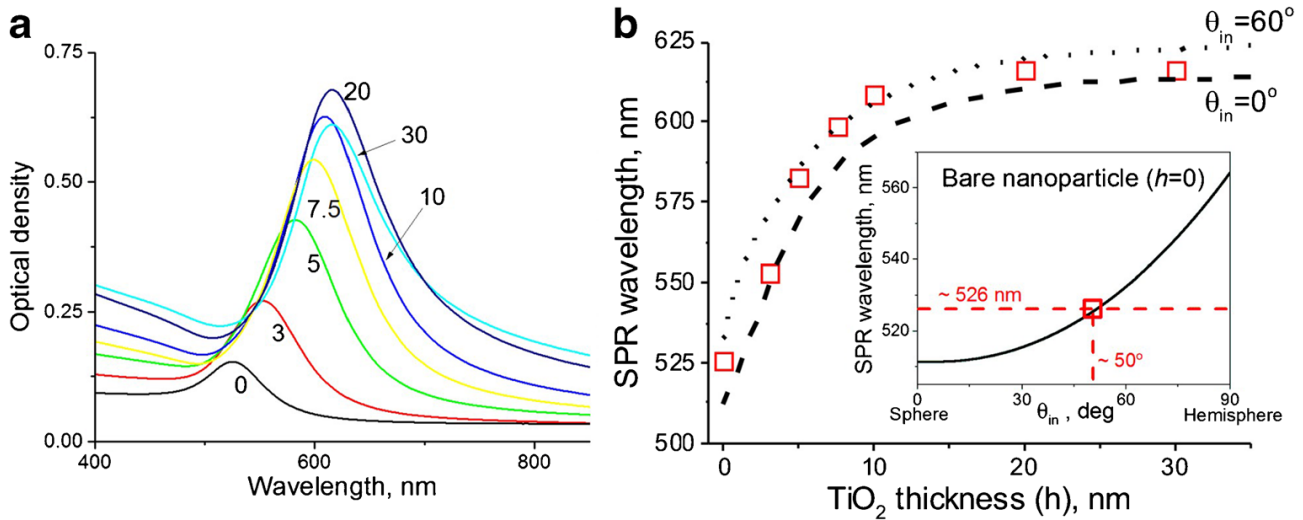 a
0.75
0.50
0.25
0.00
Optical density
400
600
800
Wavelength, nm
20
30
10
7.5
5
3
0
b
625
600
575
550
525
500
SPR wavelength, nm
0
10
20
30
TiO₂ thickness (h), nm
θin=60°
θin=0°
Bare nanoparticle (h=0)
560
540
520
SPR wavelength, nm
~ 526 nm
~ 50°
0
30
60
90
Sphere
θin , deg
Hemisphere